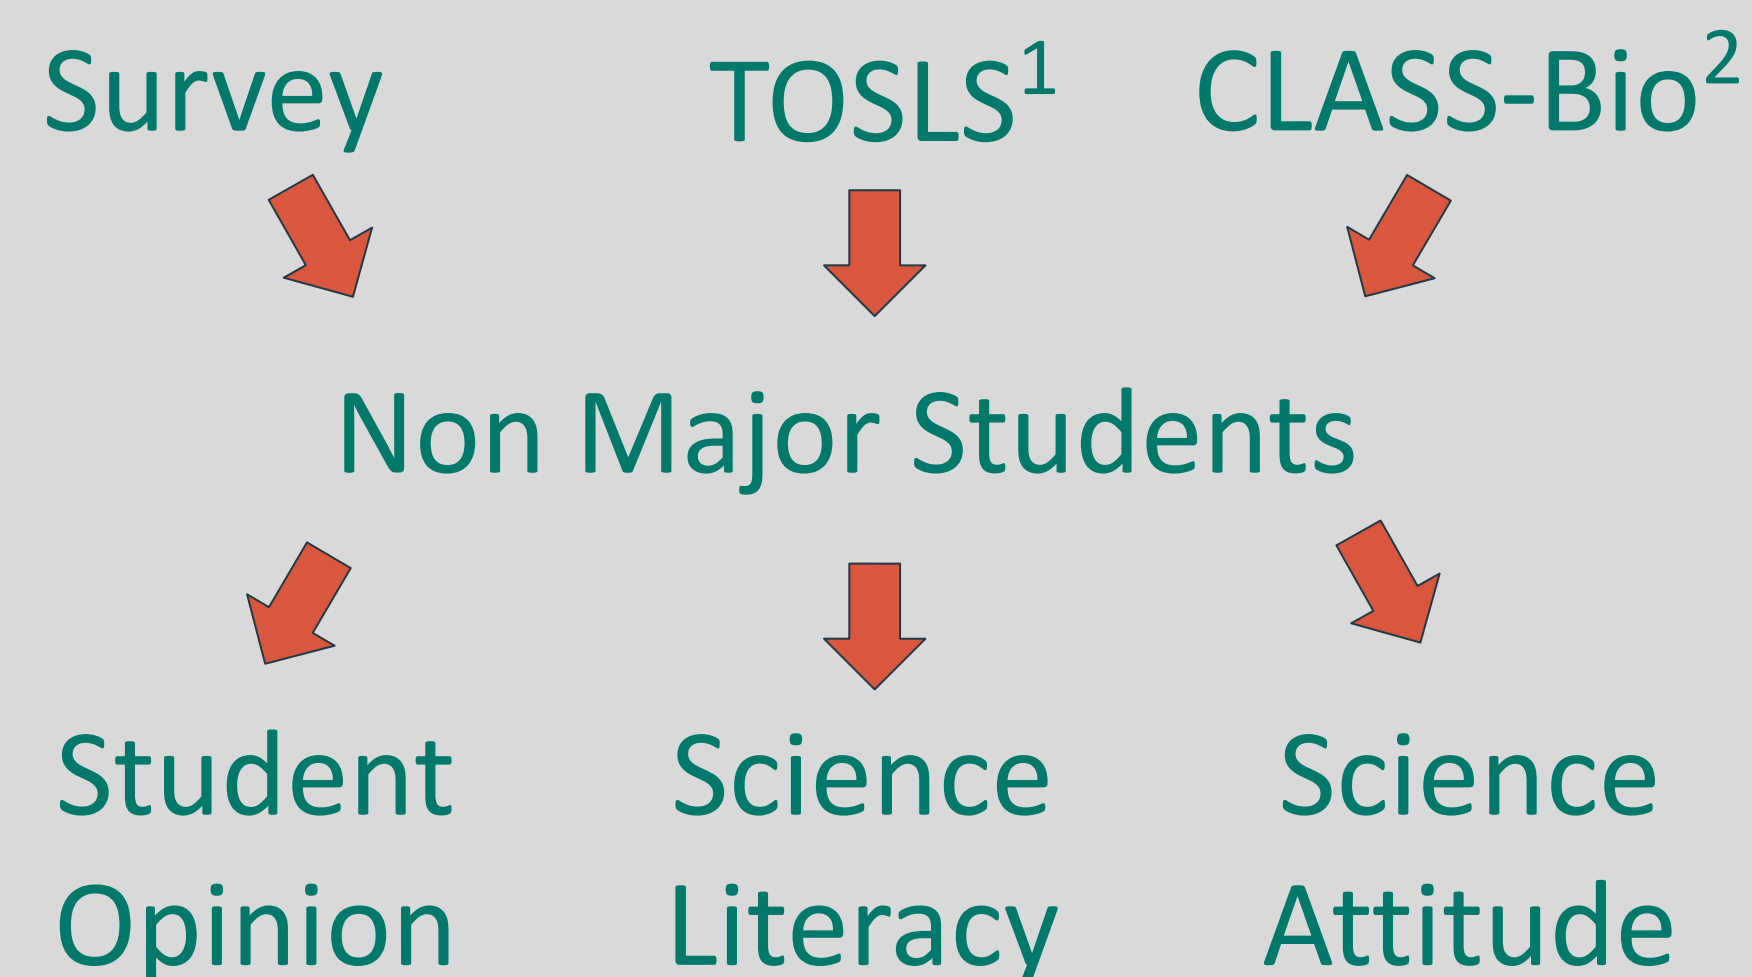 Survey TOSLS¹ CLASS-Bio²
Non Major Students
Student Science Science
Opinion Literacy Attitude